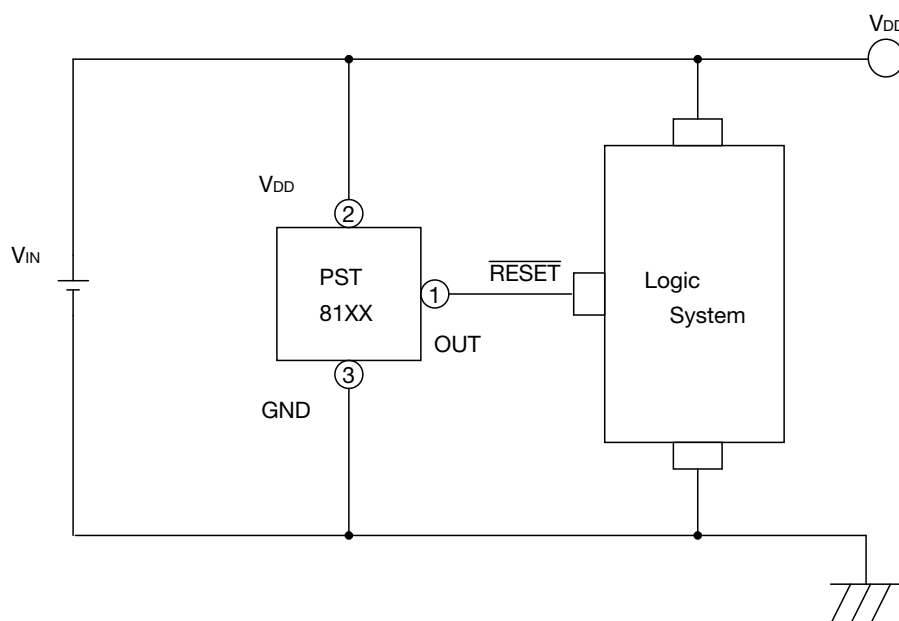 VDD
VDD
2
VIN
PST
81XX
1
RESET
Logic
System
OUT
3
GND